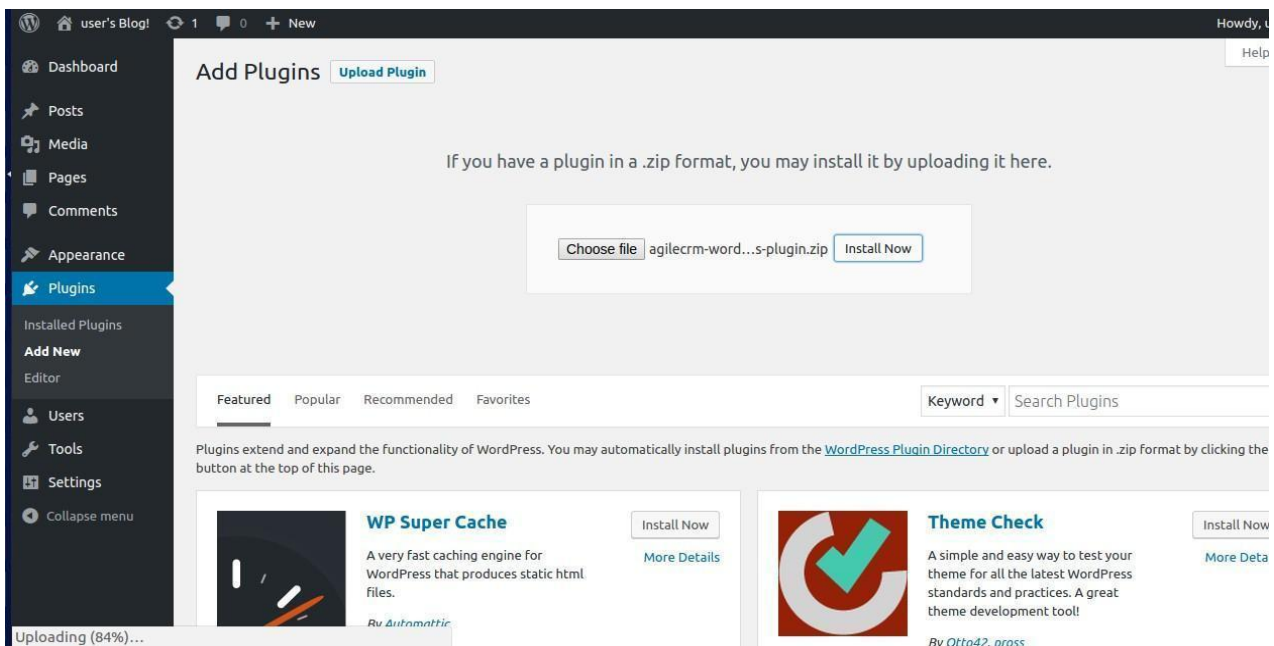 user's Blog! 1 0 + New Howdy, u
Help
Dashboard
Posts
Media
Pages
Comments
Appearance
Plugins
Installed Plugins
Add New
Editor
Users
Tools
Settings
Collapse menu
Add Plugins Upload Plugin
If you have a plugin in a .zip format, you may install it by uploading it here.
Choose file agilecrm-word...s-plugin.zip Install Now
Featured Popular Recommended Favorites Keyword Search Plugins
Plugins extend and expand the functionality of WordPress. You may automatically install plugins from the WordPress Plugin Directory or upload a plugin in .zip format by clicking the
button at the top of this page.
WP Super Cache
Install Now
More Details
A very fast caching engine for
WordPress that produces static html
files.
By Automattic
Theme Check
Install Now
More Deta
A simple and easy way to test your
theme for all the latest WordPress
standards and practices. A great
theme development tool!
By Otto42, pross
Uploading (84%)...